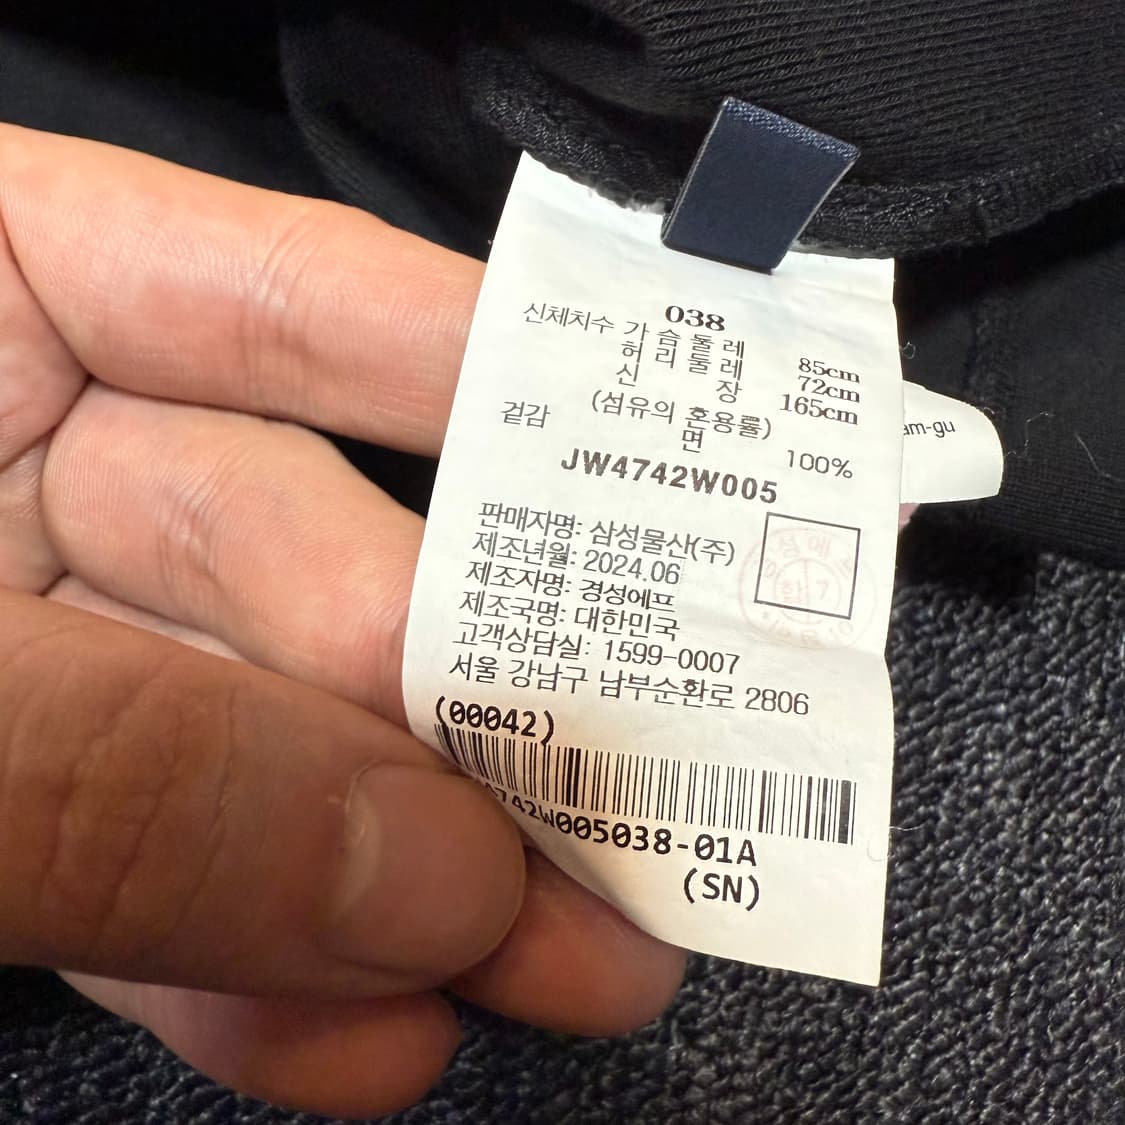 038
신체치수 가슴둘레 85cm
허리둘레 72cm
신장 165cm
(섬유의 혼용률)
겉감 면 100%
JW4742W005
판매자명: 삼성물산(주)
제조년월: 2024.06
제조자명: 경성에프
제조국명: 대한민국
고객상담실: 1599-0007
서울 강남구 남부순환로 2806
(00042)
4742W005038-01A
(SN)
am-gu